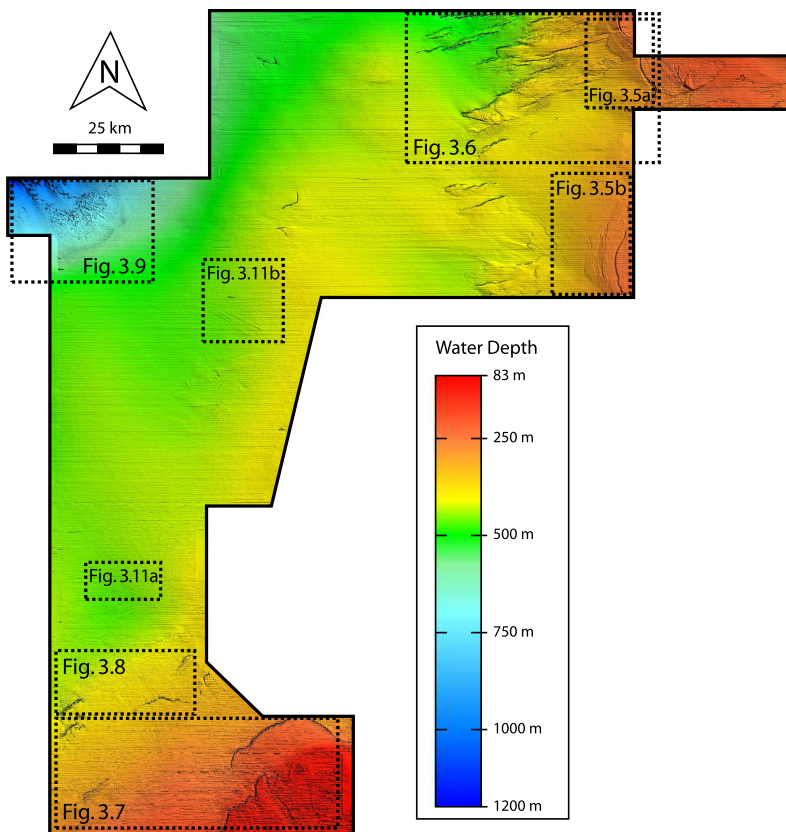 N
25 km
Fig. 3.5a
Fig. 3.6
Fig. 3.5b
Fig. 3.9
Fig. 3.11b
Water Depth
83 m
250 m
500 m
750 m
1000 m
1200 m
Fig. 3.11a
Fig. 3.8
Fig. 3.7